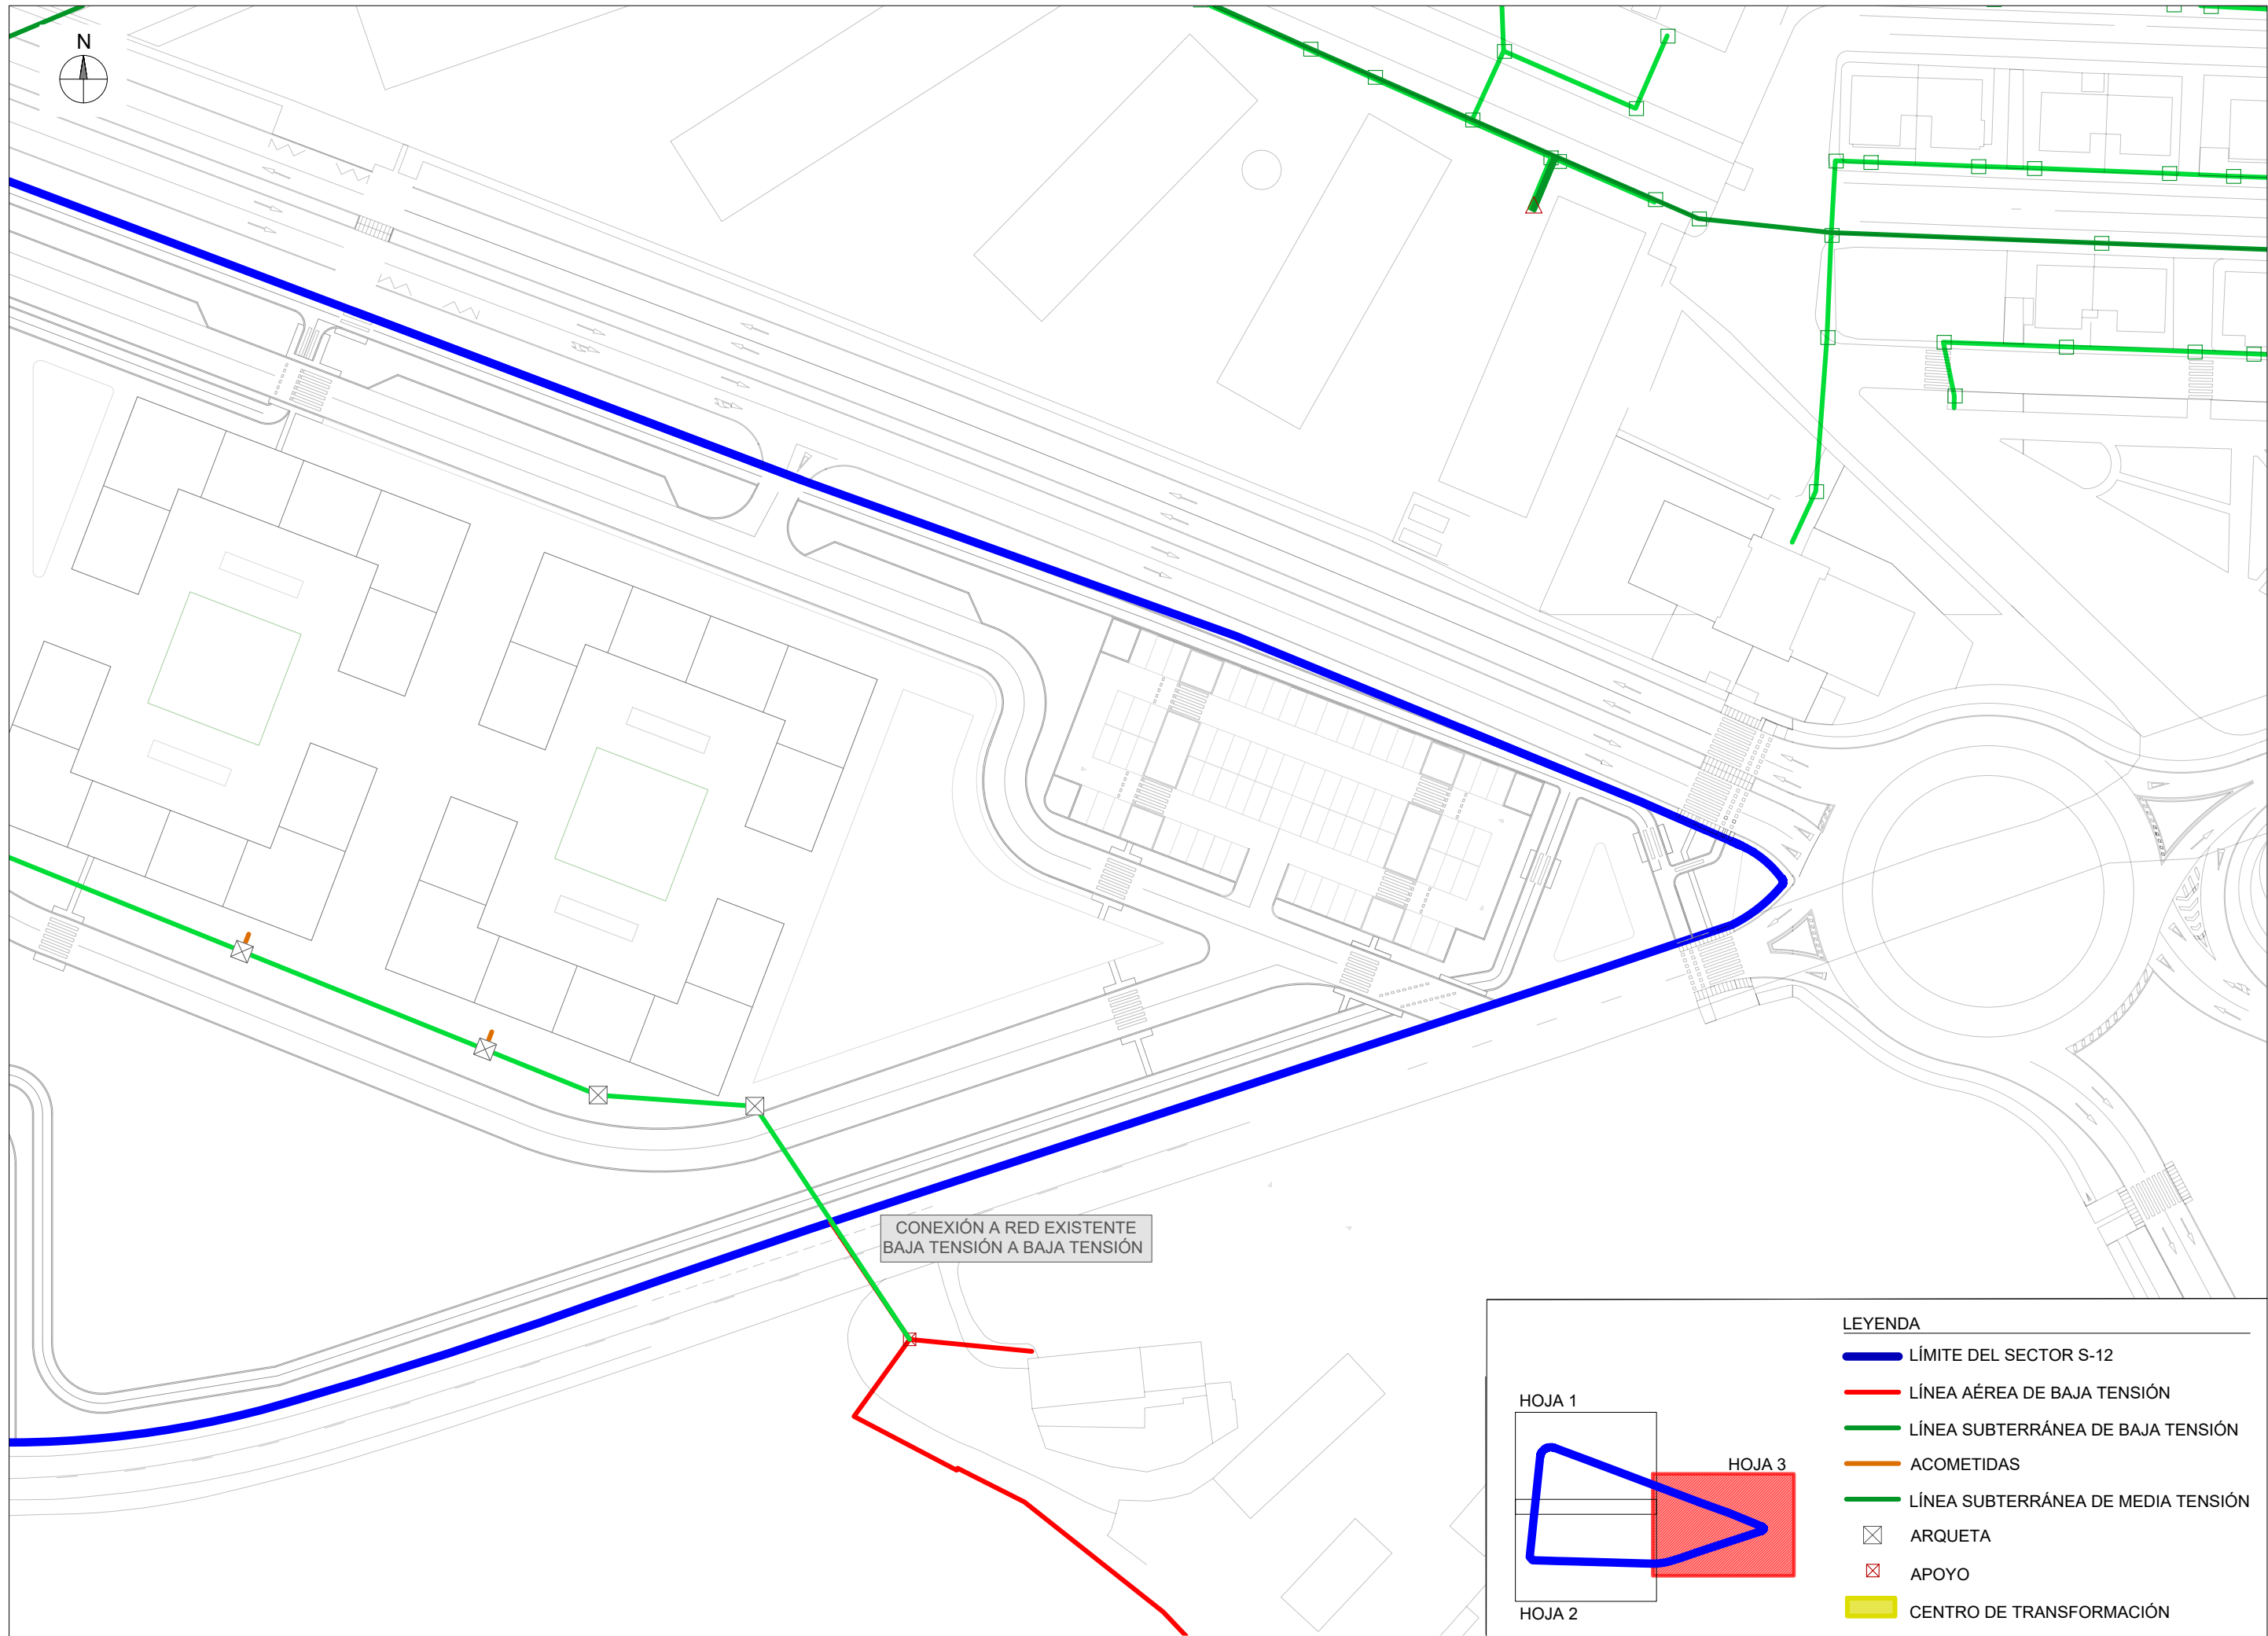 N
CONEXIÓN A RED EXISTENTE
BAJA TENSIÓN A BAJA TENSIÓN
LEYENDA
LÍMITE DEL SECTOR S-12
LÍNEA AÉREA DE BAJA TENSIÓN
LÍNEA SUBTERRÁNEA DE BAJA TENSIÓN
ACOMETIDAS
LÍNEA SUBTERRÁNEA DE MEDIA TENSIÓN
ARQUETA
APOYO
CENTRO DE TRANSFORMACIÓN
HOJA 1
HOJA 3
HOJA 2